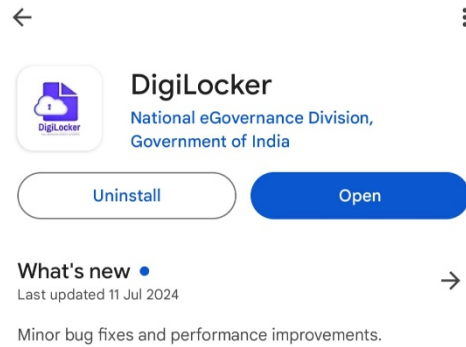 DigiLocker
DigiLocker
National eGovernance Division,
Government of India
Uninstall
Open
What's new
Last updated 11 Jul 2024
Minor bug fixes and performance improvements.